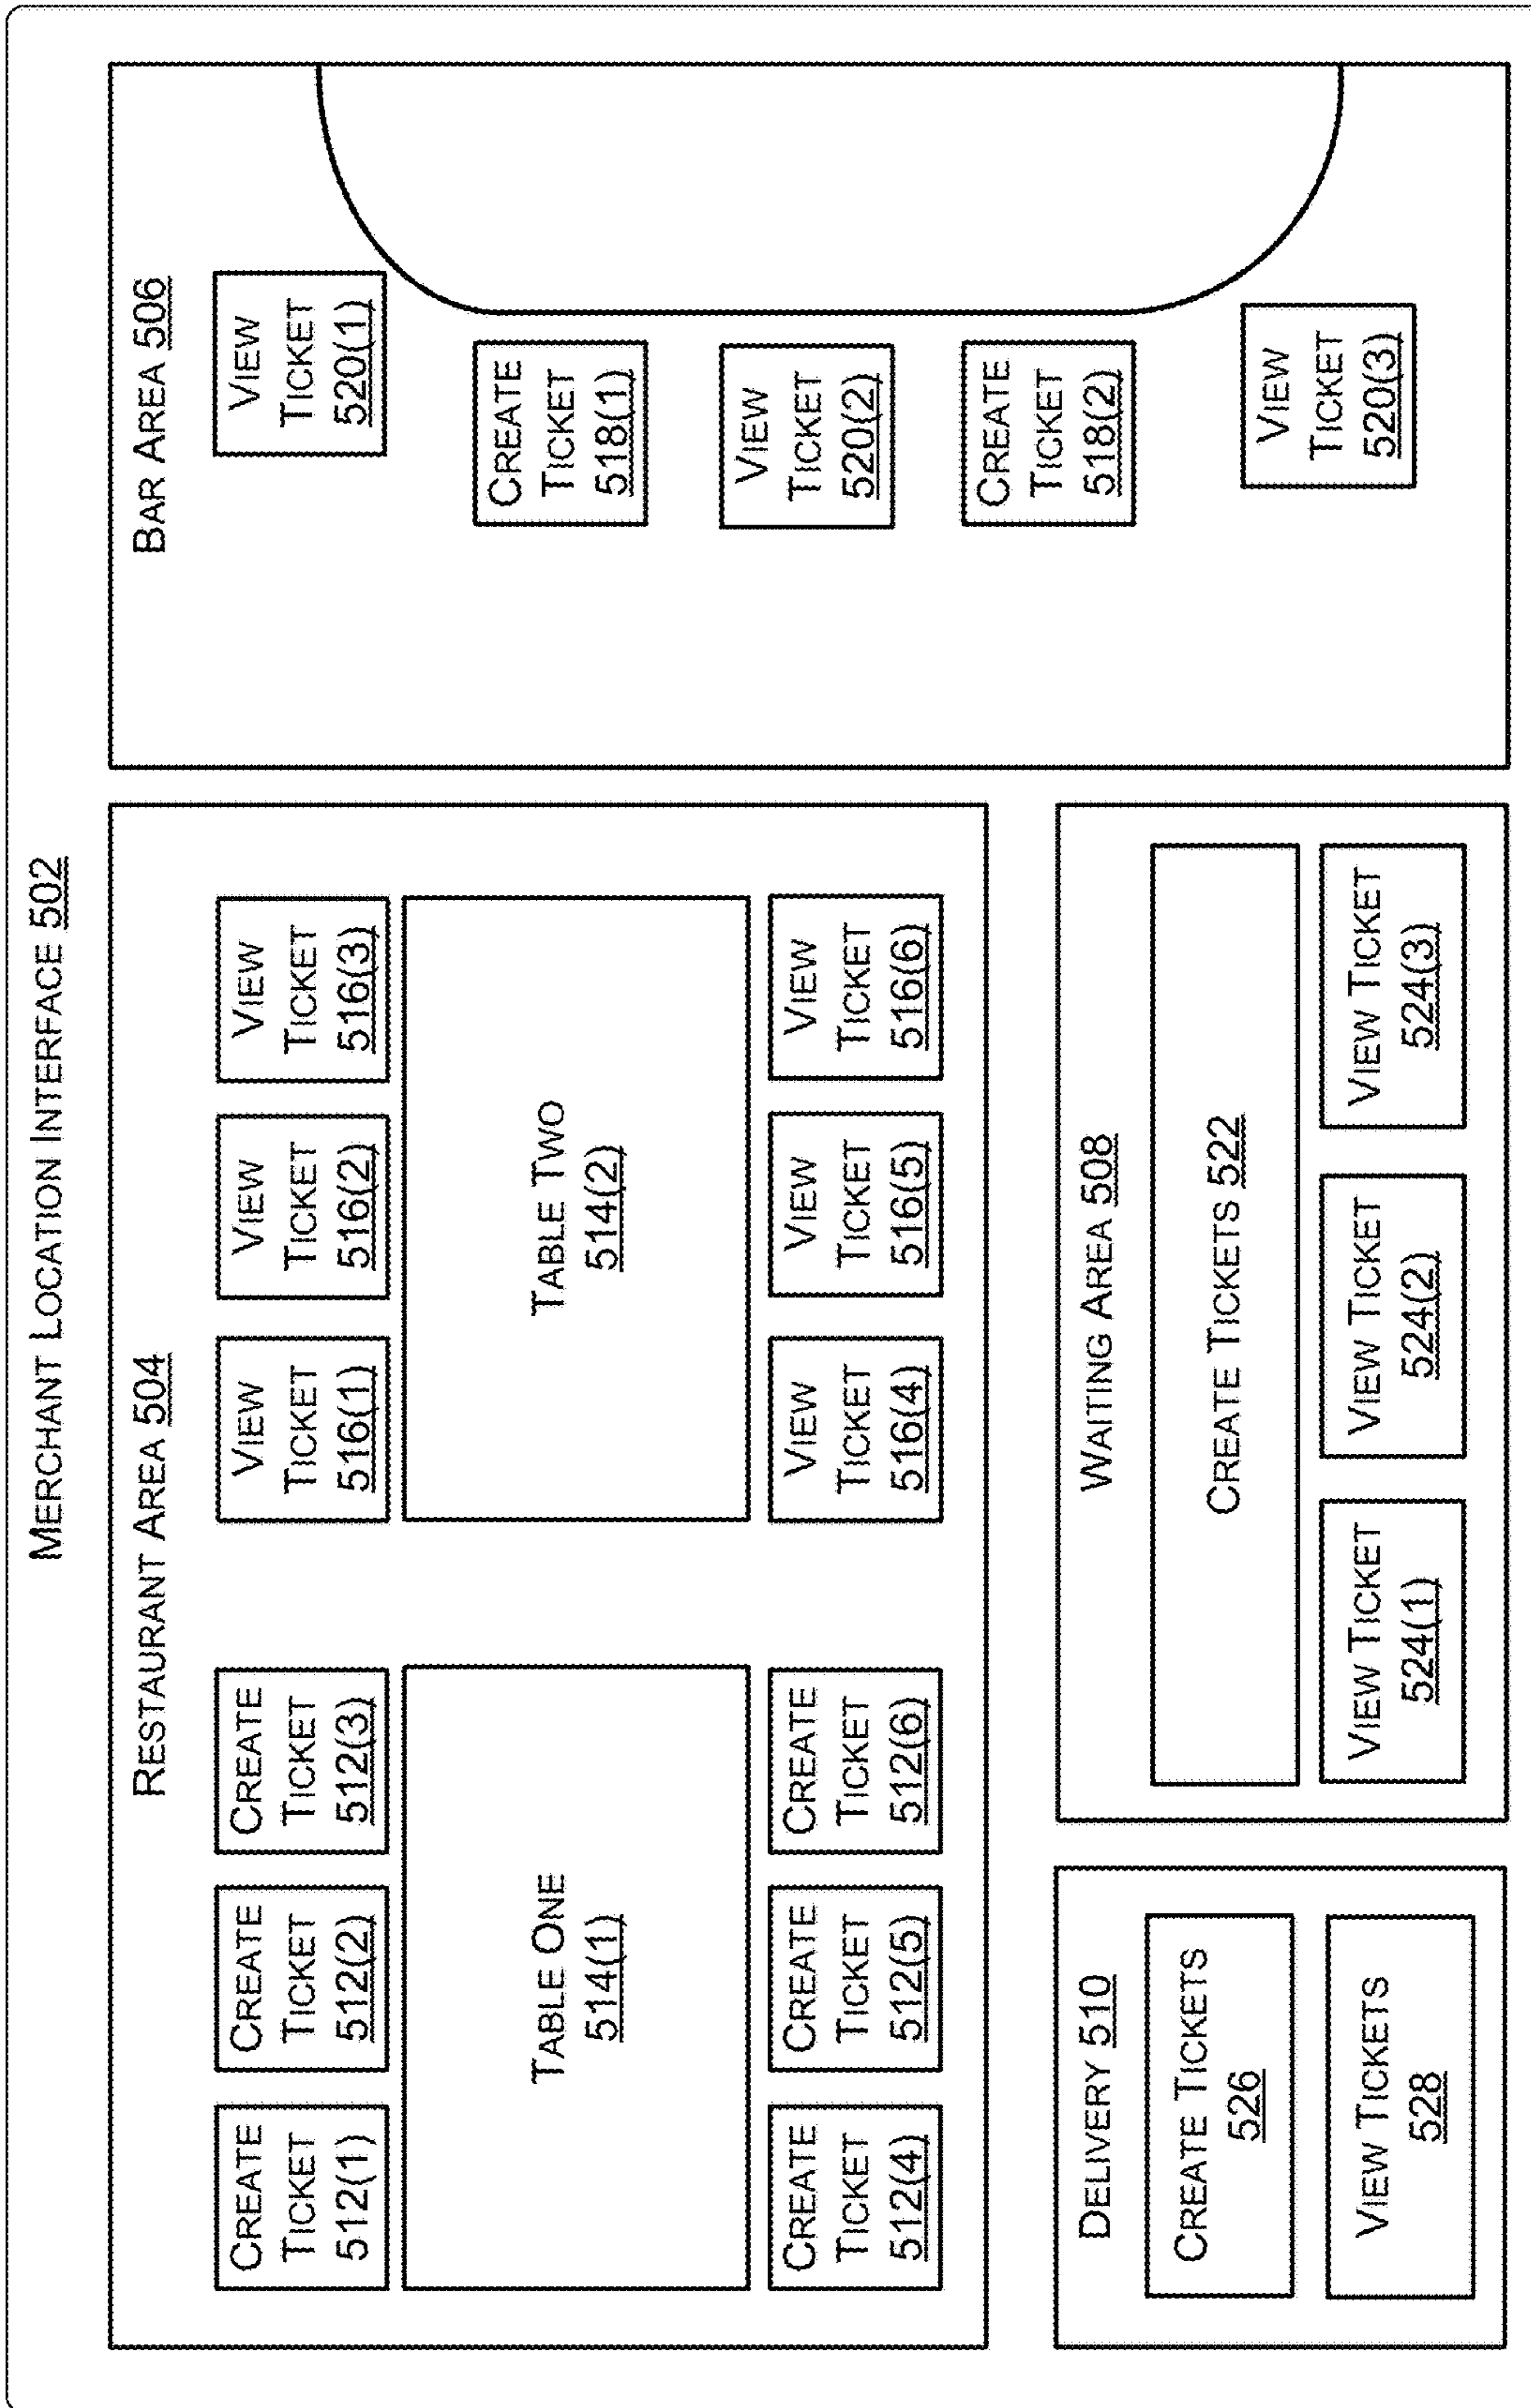 MERCHANT LOCATION INTERFACE 502
RESTAURANT AREA 504
CREATE
TICKET
512(1)
CREATE
TICKET
512(2)
CREATE
TICKET
512(3)
TABLE ONE
514(1)
CREATE
TICKET
512(4)
CREATE
TICKET
512(5)
CREATE
TICKET
512(6)
VIEW
TICKET
516(1)
VIEW
TICKET
516(2)
VIEW
TICKET
516(3)
TABLE TWO
514(2)
VIEW
TICKET
516(4)
VIEW
TICKET
516(5)
VIEW
TICKET
516(6)
BAR AREA 506
VIEW
TICKET
520(1)
CREATE
TICKET
518(1)
VIEW
TICKET
520(2)
CREATE
TICKET
518(2)
VIEW
TICKET
520(3)
DELIVERY 510
CREATE TICKETS
526
VIEW TICKETS
528
WAITING AREA 508
CREATE TICKETS 522
VIEW TICKET
524(1)
VIEW TICKET
524(2)
VIEW TICKET
524(3)